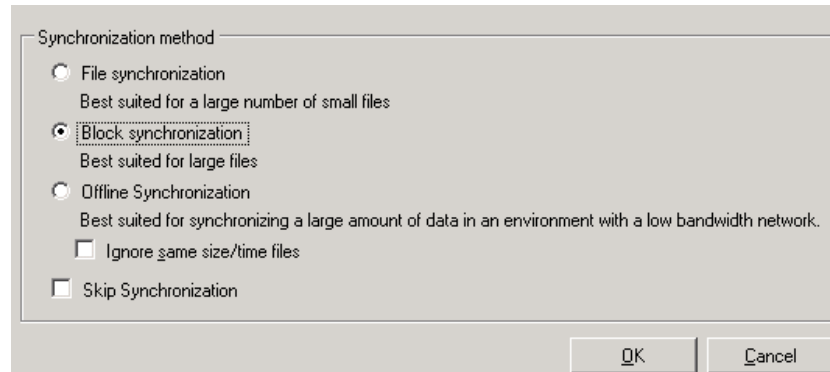 Synchronization method
File synchronization
Best suited for a large number of small files
Block synchronization
Best suited for large files
Offline Synchronization
Best suited for synchronizing a large amount of data in an environment with a low bandwidth network.
Ignore same size/time files
Skip Synchronization
OK Cancel